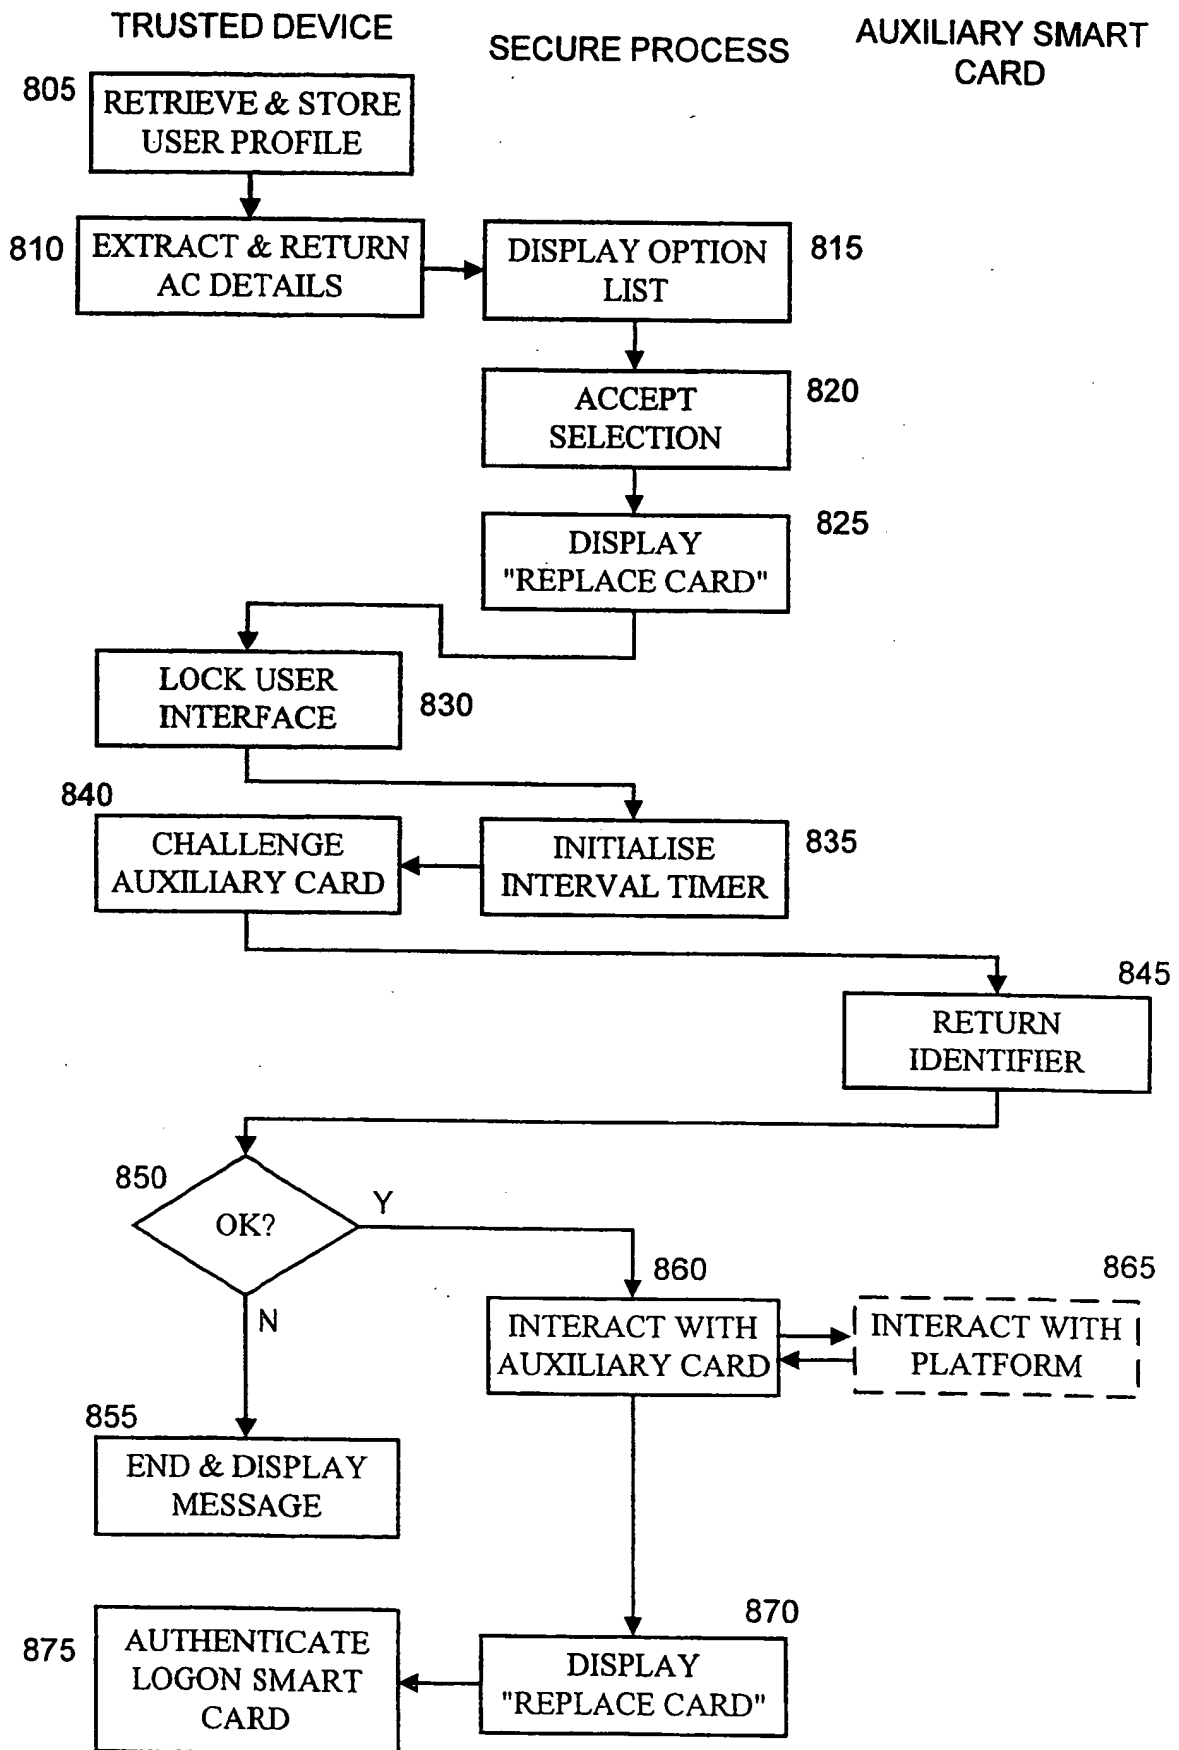 TRUSTED DEVICE
SECURE PROCESS
AUXILIARY SMART
CARD
805
RETRIEVE & STORE
USER PROFILE
810
EXTRACT & RETURN
AC DETAILS
DISPLAY OPTION
LIST
815
ACCEPT
SELECTION
820
DISPLAY
"REPLACE CARD"
825
LOCK USER
INTERFACE
830
840
CHALLENGE
AUXILIARY CARD
INITIALISE
INTERVAL TIMER
835
845
RETURN
IDENTIFIER
850
OK?
Y
N
860
INTERACT WITH
AUXILIARY CARD
865
INTERACT WITH
PLATFORM
855
END & DISPLAY
MESSAGE
870
DISPLAY
"REPLACE CARD"
875
AUTHENTICATE
LOGON SMART
CARD